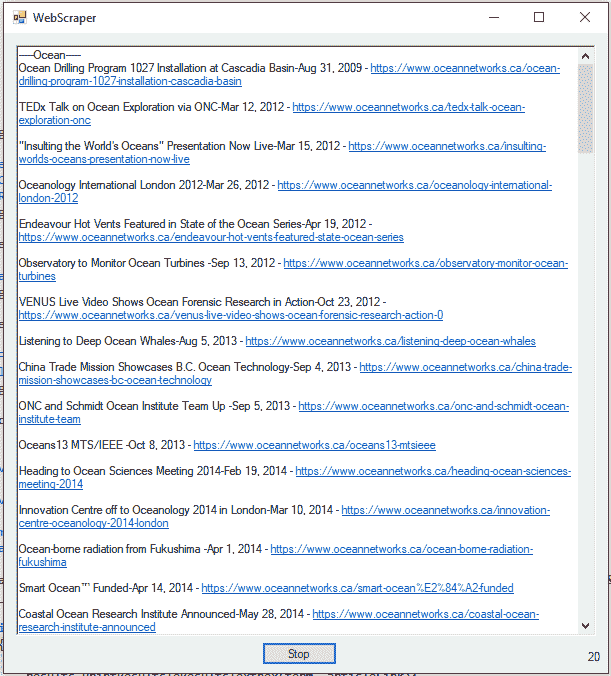 WebScraper
──Ocean──
Ocean Drilling Program 1027 Installation at Cascadia Basin-Aug 31, 2009 - https://www.oceannetworks.ca/ocean-
drilling-program-1027-installation-cascadia-basin
TEDx Talk on Ocean Exploration via ONC-Mar 12, 2012 - https://www.oceannetworks.ca/tedx-talk-ocean-
exploration-onc
"Insulting the World's Oceans" Presentation Now Live-Mar 15, 2012 - https://www.oceannetworks.ca/insulting-
worlds-oceans-presentation-now-live
Oceanology International London 2012-Mar 26, 2012 - https://www.oceannetworks.ca/oceanology-international-
london-2012
Endeavour Hot Vents Featured in State of the Ocean Series-Apr 19, 2012 -
https://www.oceannetworks.ca/endeavour-hot-vents-featured-state-ocean-series
Observatory to Monitor Ocean Turbines -Sep 13, 2012 - https://www.oceannetworks.ca/observatory-monitor-ocean-
turbines
VENUS Live Video Shows Ocean Forensic Research in Action-Oct 23, 2012 -
https://www.oceannetworks.ca/venus-live-video-shows-ocean-forensic-research-action-0
Listening to Deep Ocean Whales-Aug 5, 2013 - https://www.oceannetworks.ca/listening-deep-ocean-whales
China Trade Mission Showcases B.C. Ocean Technology-Sep 4, 2013 - https://www.oceannetworks.ca/china-trade-
mission-showcases-bc-ocean-technology
ONC and Schmidt Ocean Institute Team Up -Sep 5, 2013 - https://www.oceannetworks.ca/onc-and-schmidt-ocean-
institute-team
Oceans13 MTS/IEEE -Oct 8, 2013 - https://www.oceannetworks.ca/oceans13-mtsieee
Heading to Ocean Sciences Meeting 2014-Feb 19, 2014 - https://www.oceannetworks.ca/heading-ocean-sciences-
meeting-2014
Innovation Centre off to Oceanology 2014 in London-Mar 10, 2014 - https://www.oceannetworks.ca/innovation-
centre-oceanology-2014-london
Ocean-borne radiation from Fukushima -Apr 1, 2014 - https://www.oceannetworks.ca/ocean-borne-radiation-
fukushima
Smart Ocean™ Funded-Apr 14, 2014 - https://www.oceannetworks.ca/smart-ocean%E2%84%A2-funded
Coastal Ocean Research Institute Announced-May 28, 2014 - https://www.oceannetworks.ca/coastal-ocean-
research-institute-announced
Stop
20